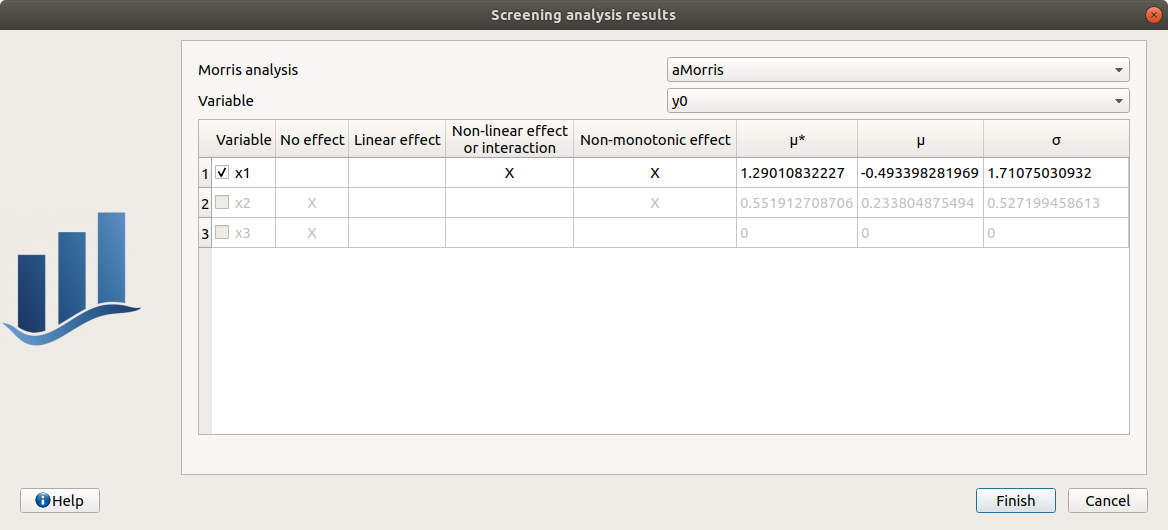 Screening analysis results
Morris analysis aMorris
Variable y0
Variable No effect Linear effect Non-linear effect or interaction Non-monotonic effect μ* μ σ
1 x1 X X 1.29010832227 -0.493398281969 1.71075030932
2 x2 X X 0.551912708706 0.233804875494 0.527199458613
3 x3 X 0 0 0
Help Finish Cancel